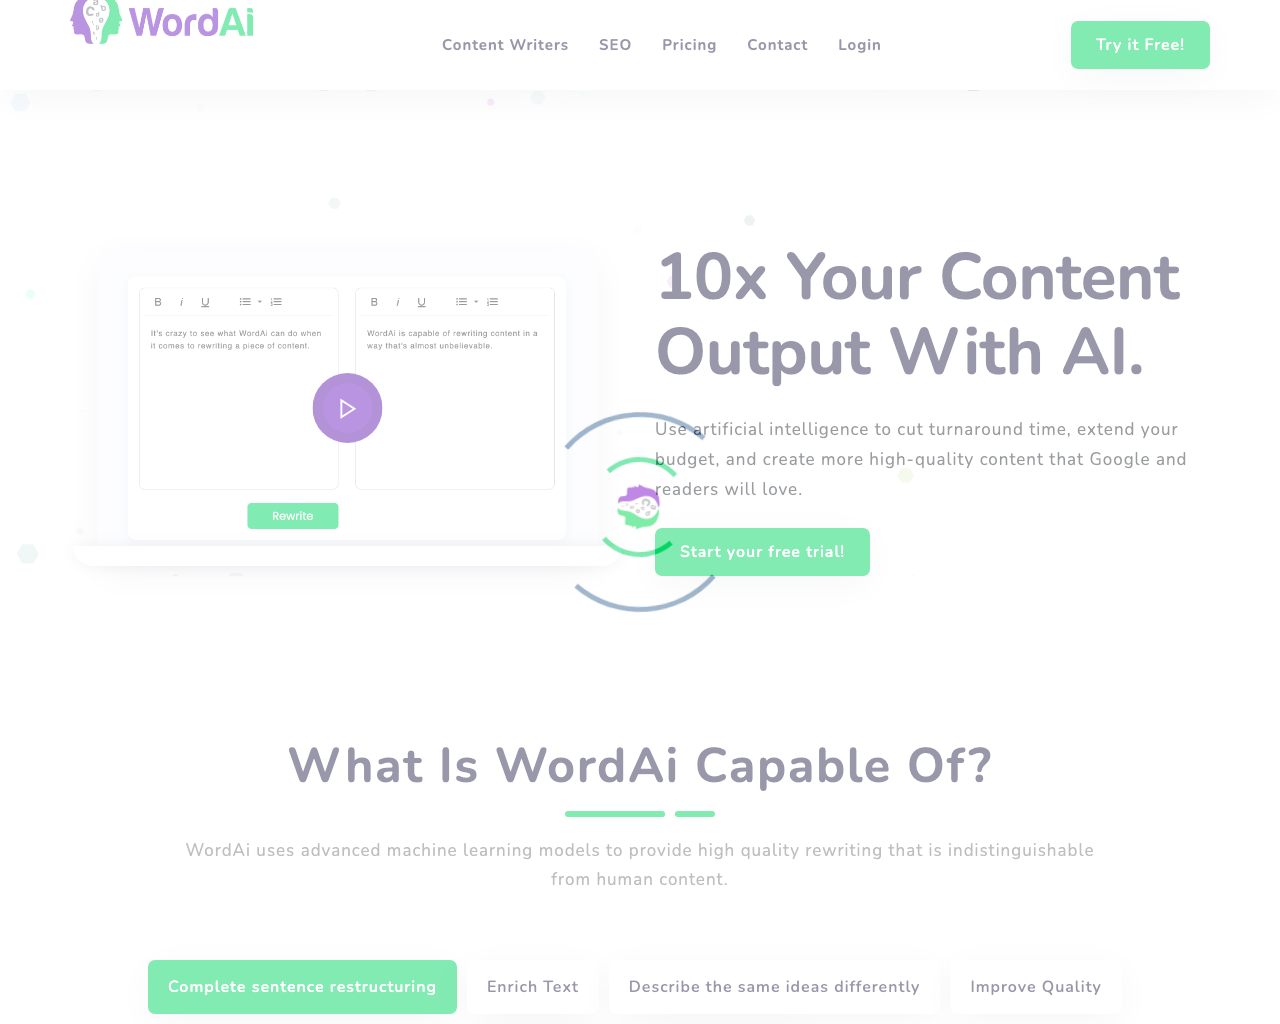 WordAi
Content Writers SEO Pricing Contact Login
Try it Free!
B i U
It's crazy to see what WordAi can do when
it comes to rewriting a piece of content.
B i U
WordAi is capable of rewriting content in a
way that's almost unbelievable.
Rewrite
10x Your Content
Output With AI.
Use artificial intelligence to cut turnaround time, extend your
budget, and create more high-quality content that Google and
readers will love.
Start your free trial!
What Is WordAi Capable Of?
WordAi uses advanced machine learning models to provide high quality rewriting that is indistinguishable
from human content.
Complete sentence restructuring
Enrich Text
Describe the same ideas differently
Improve Quality